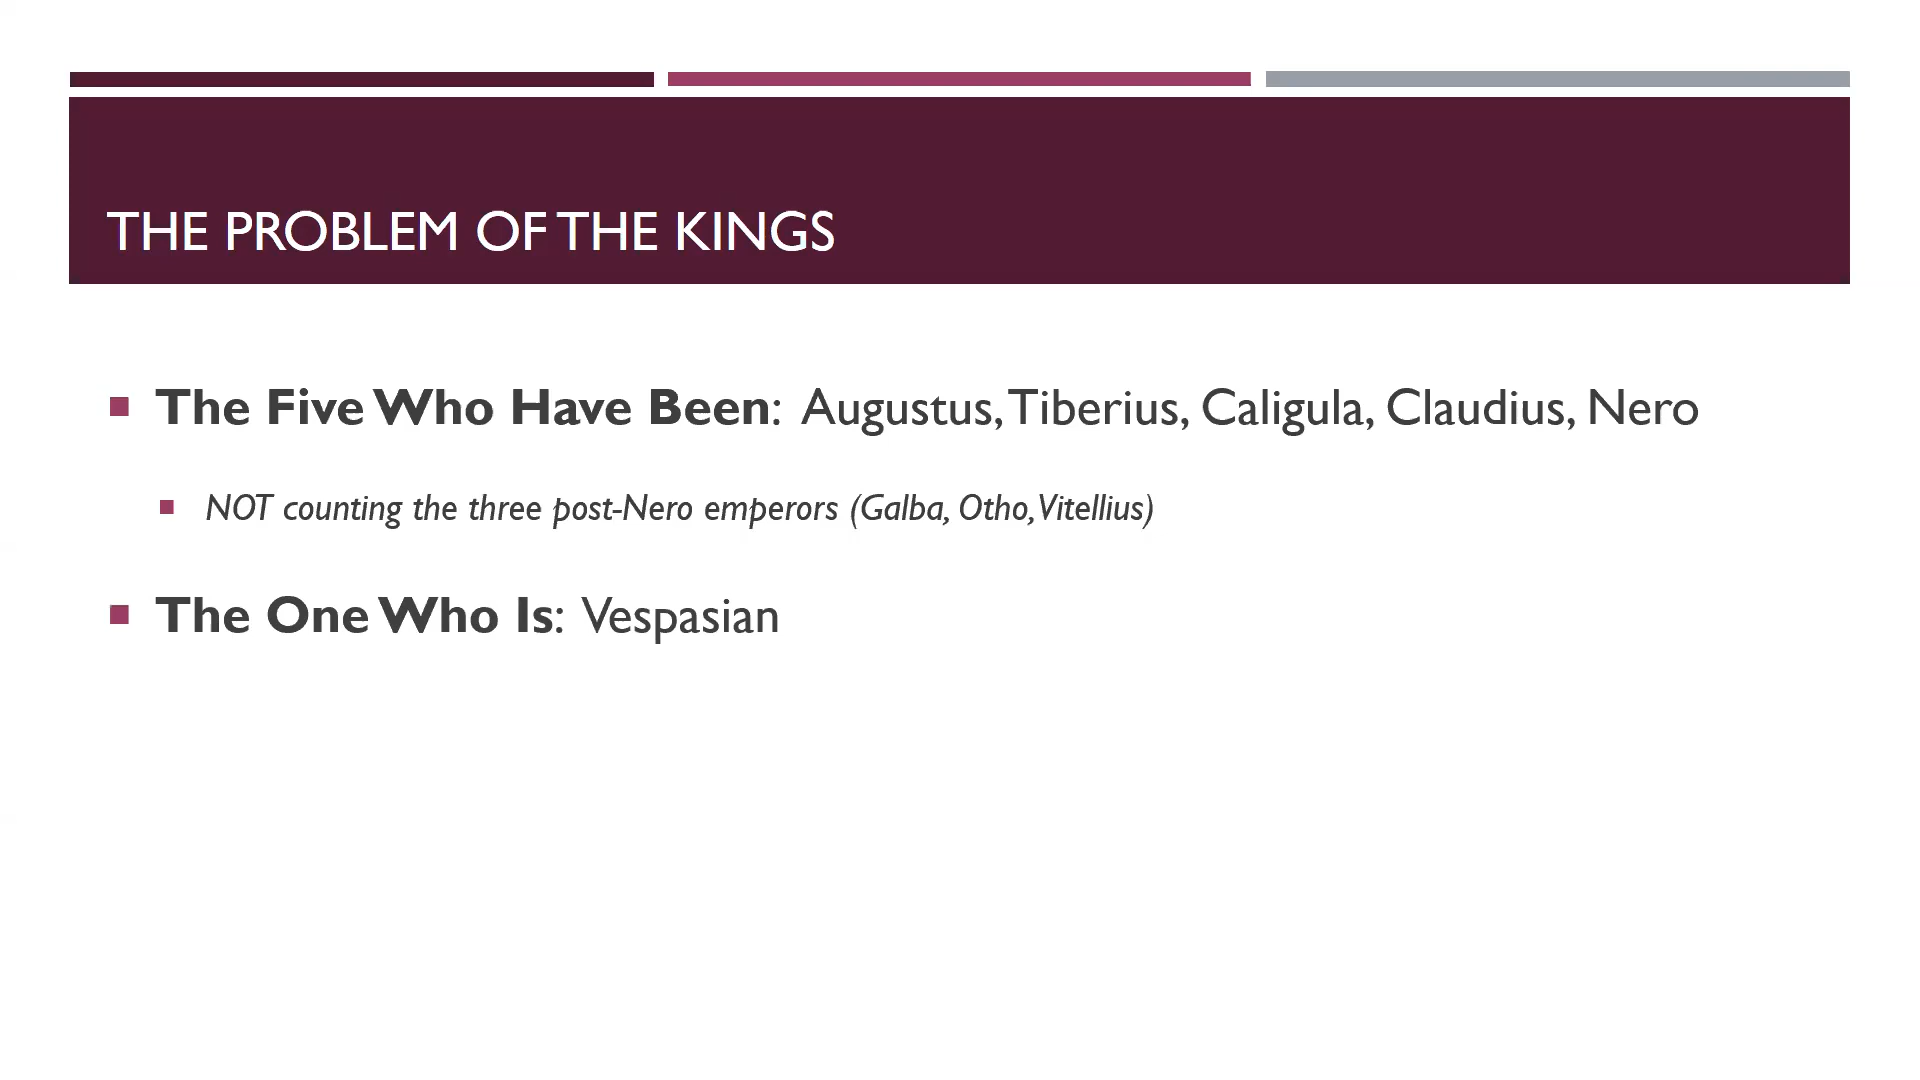 THE PROBLEM OF THE KINGS
The Five Who Have Been: Augustus, Tiberius, Caligula, Claudius, Nero
NOT counting the three post-Nero emperors (Galba, Otho, Vitellius)
The One Who Is: Vespasian